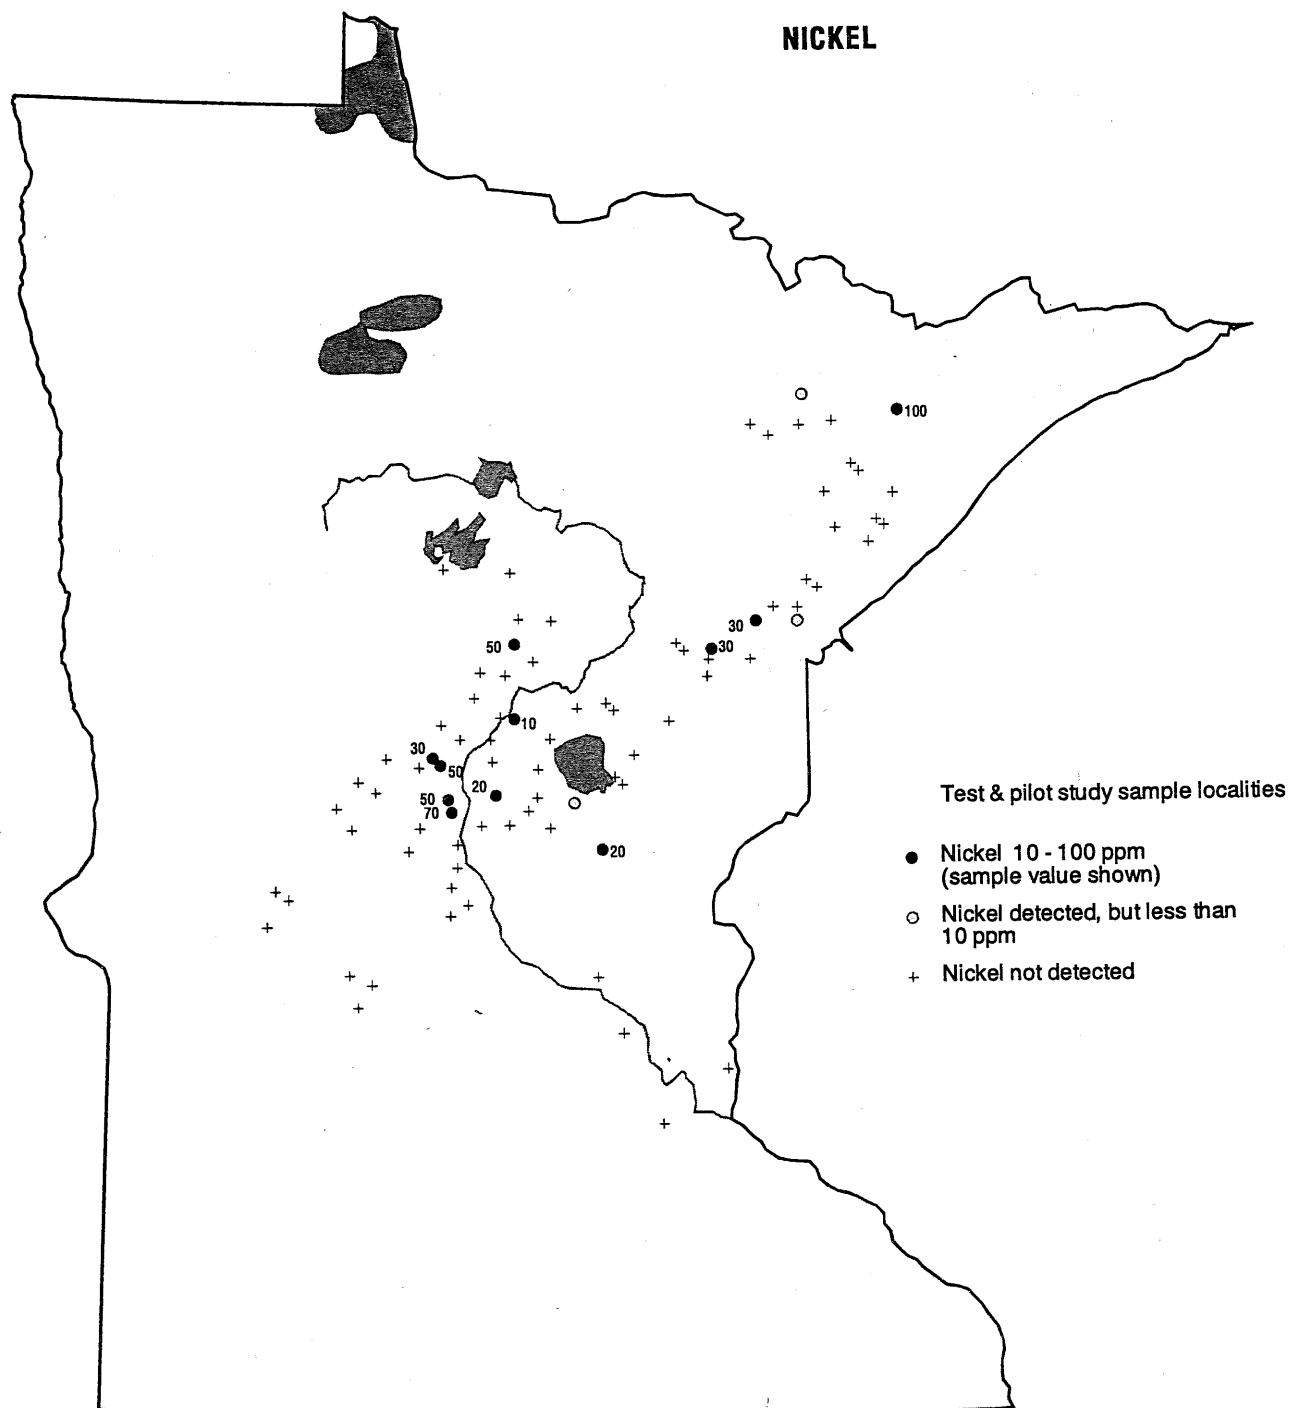 NICKEL
100
30
30
50
10
30
50
20
50
70
20
Test & pilot study sample localities
Nickel 10 - 100 ppm
(sample value shown)
Nickel detected, but less than
10 ppm
Nickel not detected